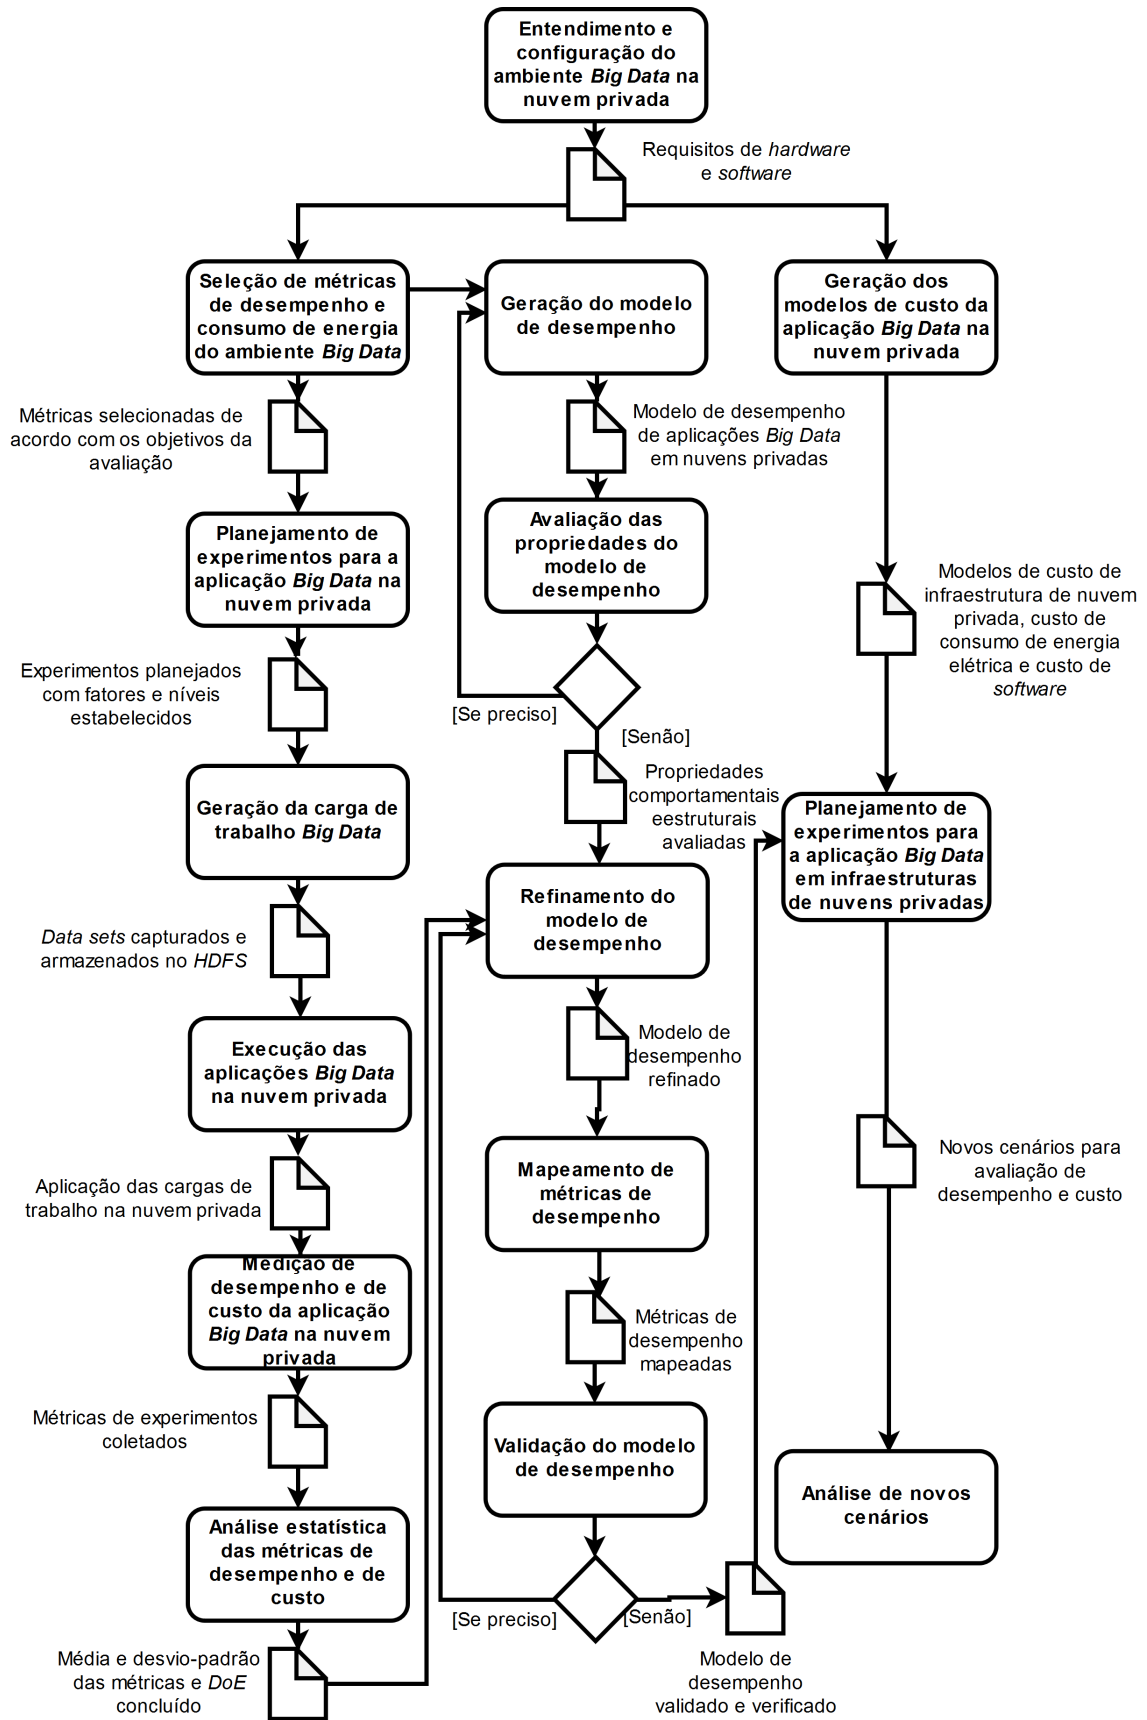 Entendimento e
configuração do
ambiente Big Data na
nuvem privada
Requisitos de hardware
e software
Seleção de métricas
de desempenho e
consumo de energia
do ambiente Big Data
Geração do modelo
de desempenho
Geração dos
modelos de custo da
aplicação Big Data na
nuvem privada
Métricas selecionadas de
acordo com os objetivos da
avaliação
Modelo de desempenho
de aplicações Big Data
em nuvens privadas
Planejamento de
experimentos para a
aplicação Big Data na
nuvem privada
Avaliação das
propriedades do
modelo de
desempenho
Modelos de custo de
infraestrutura de nuvem
privada, custo de
consumo de energia
elétrica e custo de
software
Experimentos planejados
com fatores e níveis
estabelecidos
[Se preciso]
[Senão]
Propriedades
comportamentais
eestruturais
avaliadas
Geração da carga de
trabalho Big Data
Planejamento de
experimentos para
a aplicação Big Data
em infraestruturas
de nuvens privadas
Data sets capturados e
armazenados no HDFS
Refinamento do
modelo de
desempenho
Execução das
aplicações Big Data
na nuvem privada
Modelo de
desempenho
refinado
Aplicação das cargas de
trabalho na nuvem privada
Mapeamento de
métricas de
desempenho
Novos cenários para
avaliação de
desempenho e custo
Medição de
desempenho e de
custo da aplicação
Big Data na nuvem
privada
Métricas de
desempenho
mapeadas
Métricas de experimentos
coletados
Validação do modelo
de desempenho
Análise de novos
cenários
Análise estatística
das métricas de
desempenho e de
custo
[Se preciso]
[Senão]
Média e desvio-padrão
das métricas e DoE
concluído
Modelo de
desempenho
validado e verificado